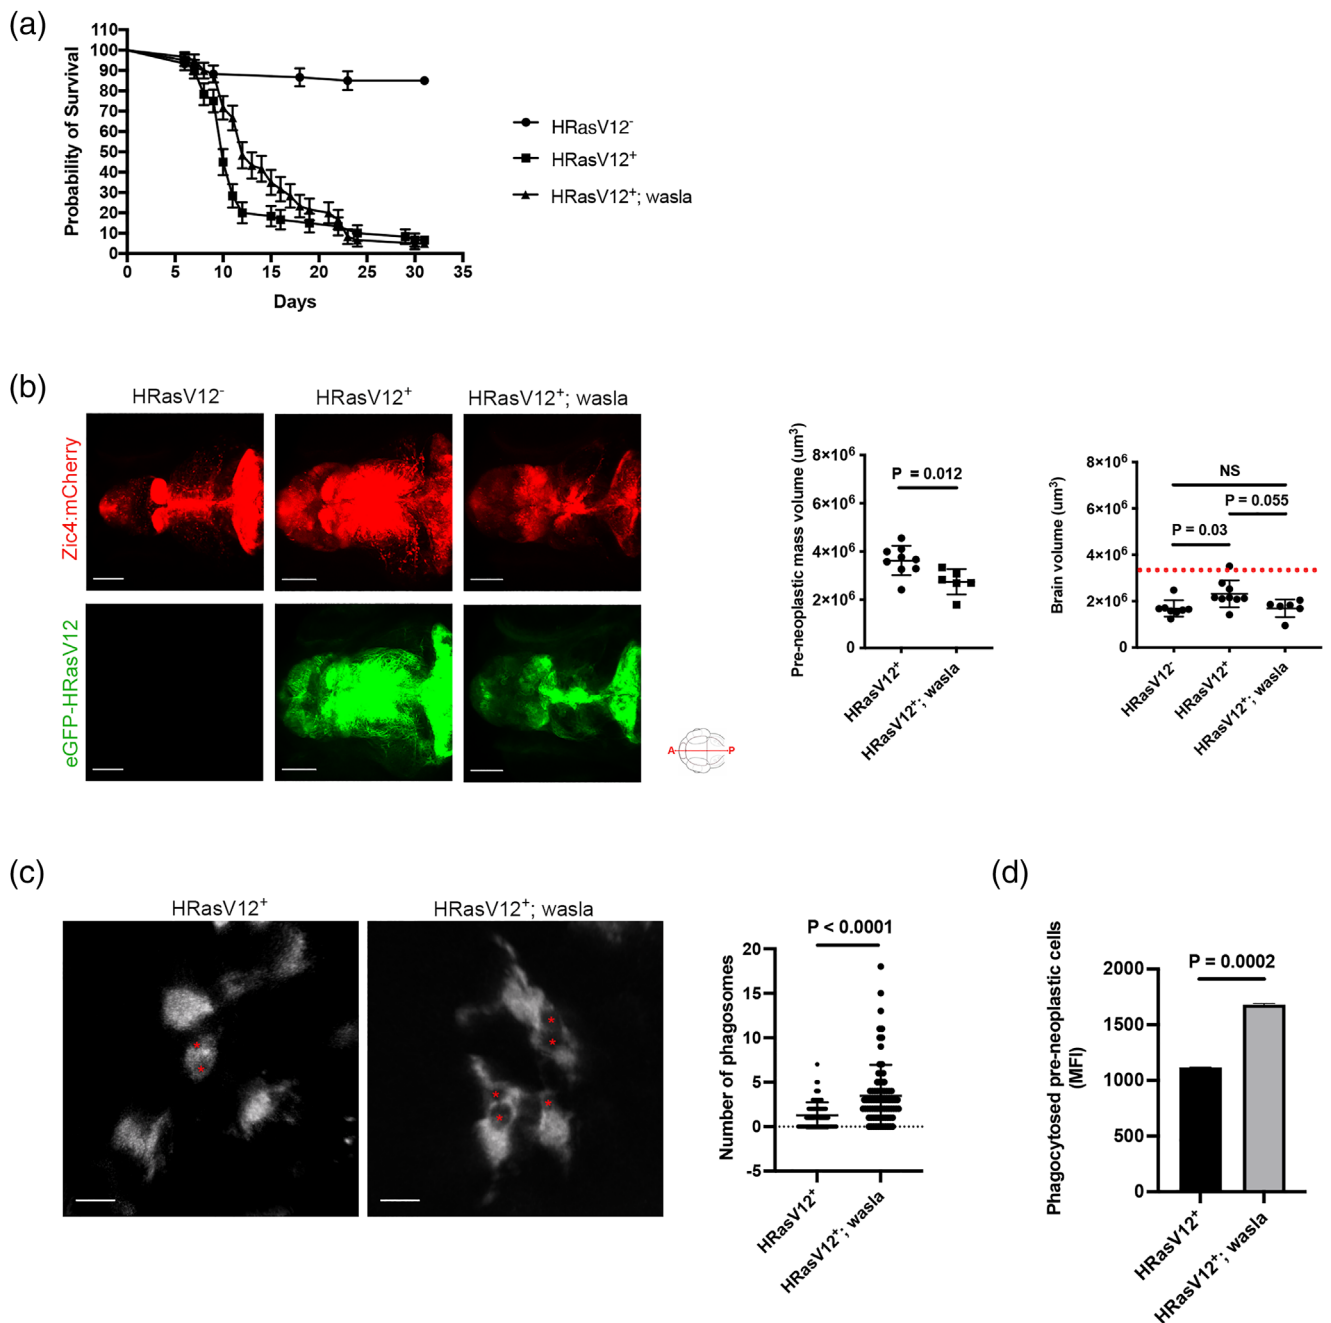 (a)
110
100
90
80
70
60
50
40
30
20
10
0
Probability of Survival
0 5 10 15 20 25 30 35
Days
HRasV12-
HRasV12+
HRasV12+; wasla
(b)
HRasV12- HRasV12+ HRasV12+; wasla
Zic4:mCherry
eGFP-HRasV12
A P
Pre-neoplastic mass volume (um3)
8×106
6×106
4×106
2×106
0
P = 0.012
HRasV12+
HRasV12+; wasla
Brain volume (um3)
8×106
6×106
4×106
2×106
0
NS
P = 0.055
P = 0.03
HRasV12-
HRasV12+
HRasV12+; wasla
(c)
HRasV12+ HRasV12+; wasla
* * * * * * *
Number of phagosomes
P < 0.0001
20
15
10
5
0
-5
HRasV12+
HRasV12+; wasla
(d)
Phagocytosed pre-neoplastic cells
(MFI)
P = 0.0002
2000
1500
1000
500
0
HRasV12+
HRasV12+; wasla